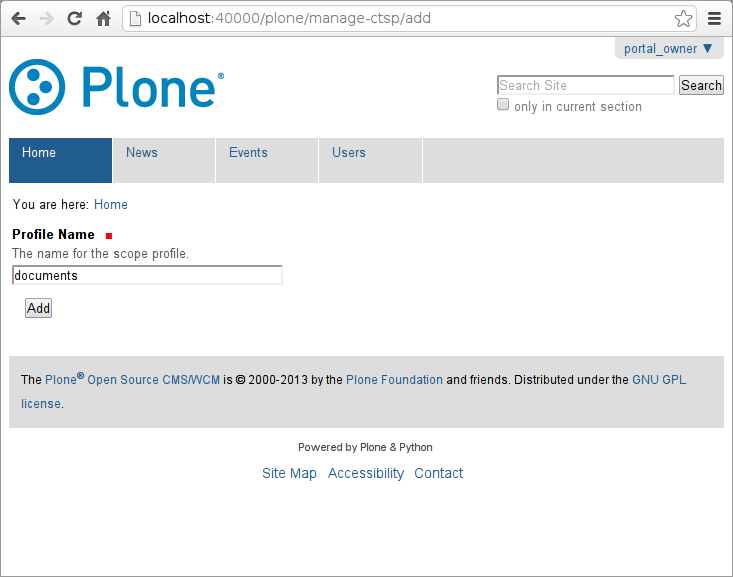 localhost:40000/plone/manage-ctsp/add
portal_owner ▼
Plone®
Search Site
Search
only in current section
Home
News
Events
Users
You are here: Home
Profile Name
The name for the scope profile.
documents
Add
The Plone® Open Source CMS/WCM is © 2000-2013 by the Plone Foundation and friends. Distributed under the GNU GPL
license.
Powered by Plone & Python
Site Map Accessibility Contact